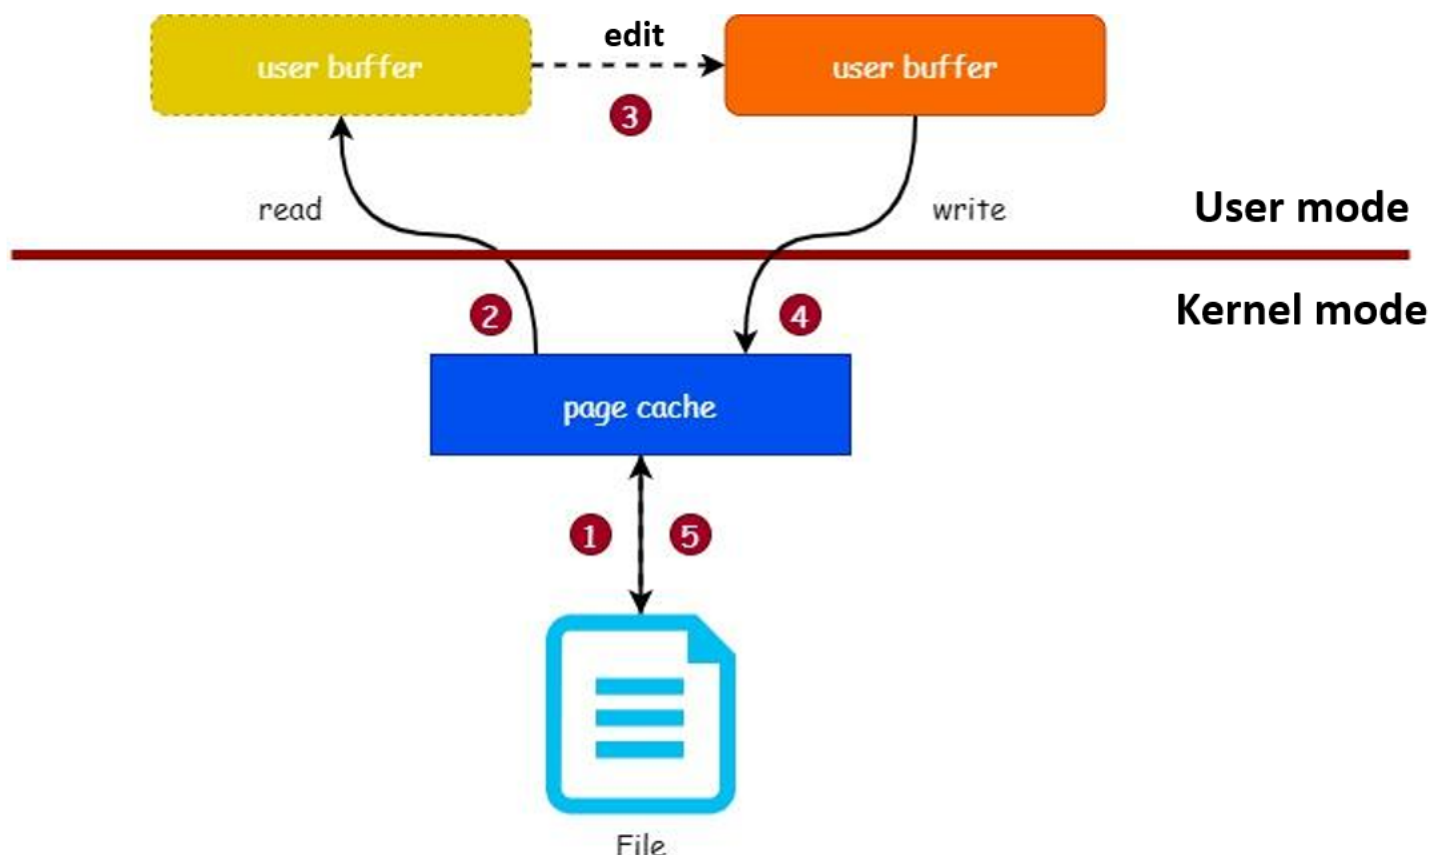 edit
user buffer
user buffer
3
read
write
User mode
2
4
Kernel mode
page cache
1
5
File